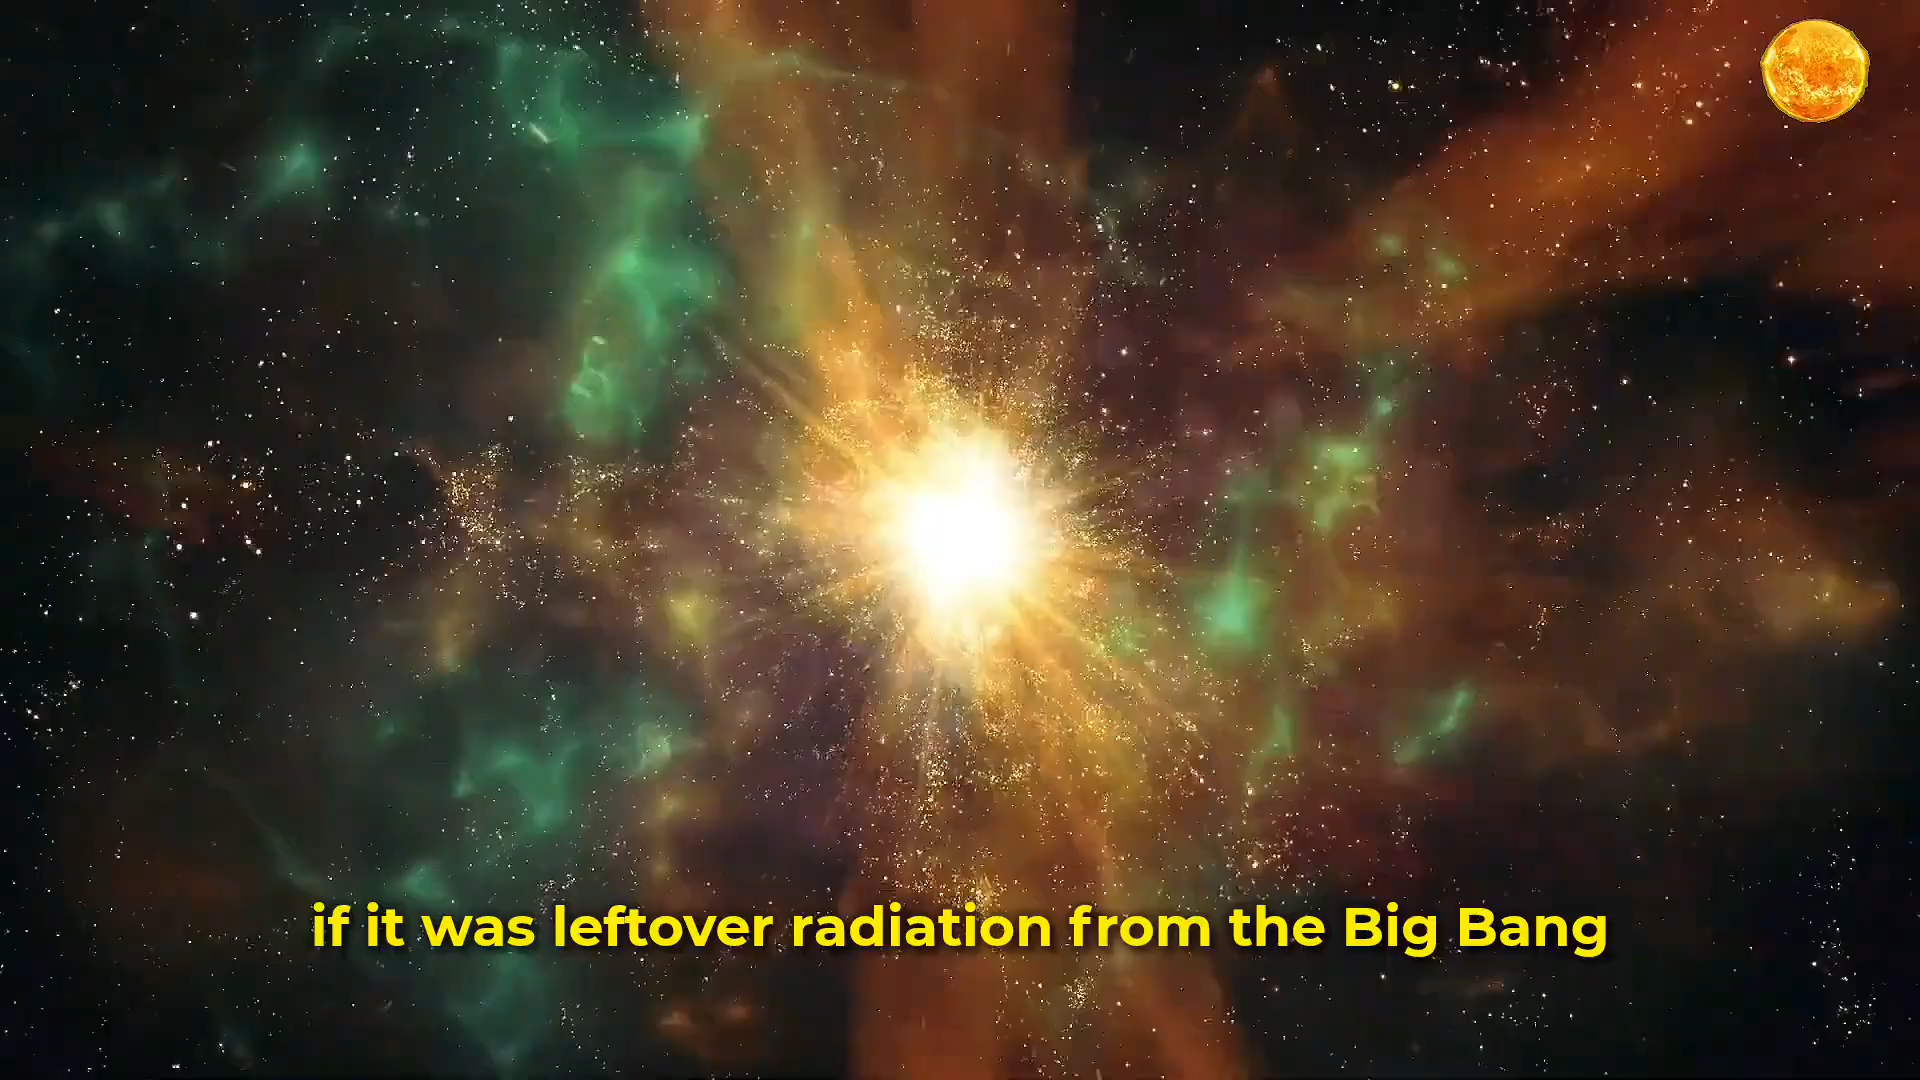 if it was leftover radiation from the Big Bang